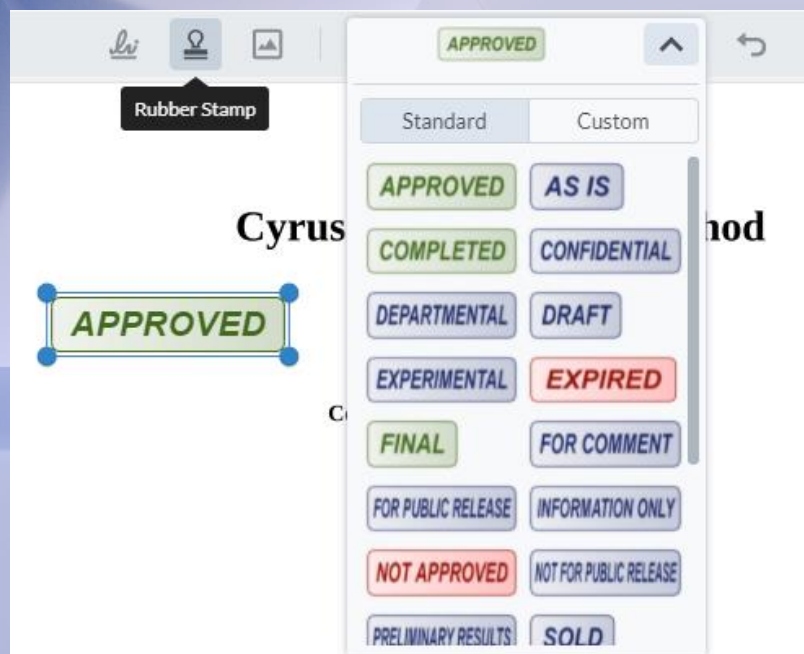 APPROVED
Rubber Stamp
Standard Custom
APPROVED AS IS
Cyrus
COMPLETED CONFIDENTIAL
APPROVED
DEPARTMENTAL DRAFT
EXPERIMENTAL EXPIRED
FINAL FOR COMMENT
FOR PUBLIC RELEASE INFORMATION ONLY
NOT APPROVED NOT FOR PUBLIC RELEASE
PRELIMINARY RESULTS SOLD